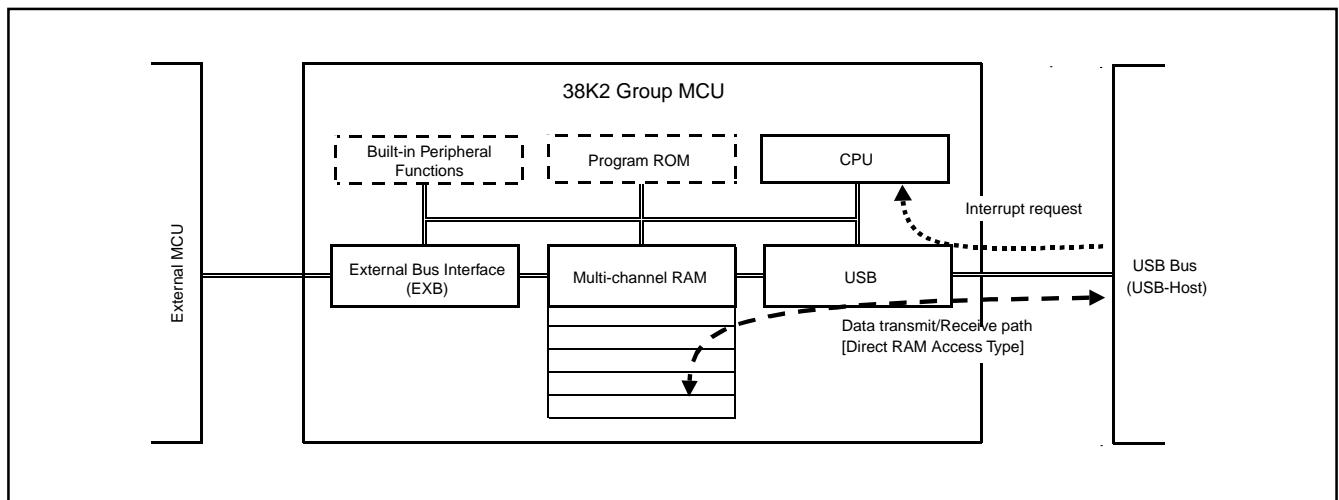 38K2 Group MCU
Built-in Peripheral
Functions
Program ROM
CPU
Interrupt request
External MCU
External Bus Interface
(EXB)
Multi-channel RAM
USB
USB Bus
(USB-Host)
Data transmit/Receive path
[Direct RAM Access Type]